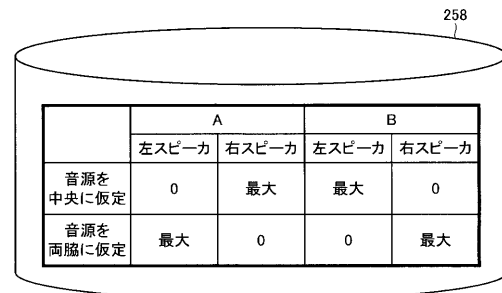 258
A B
左スピーカ 右スピーカ 左スピーカ 右スピーカ
音源を
中央に仮定 0 最大 最大 0
音源を
両脇に仮定 最大 0 0 最大